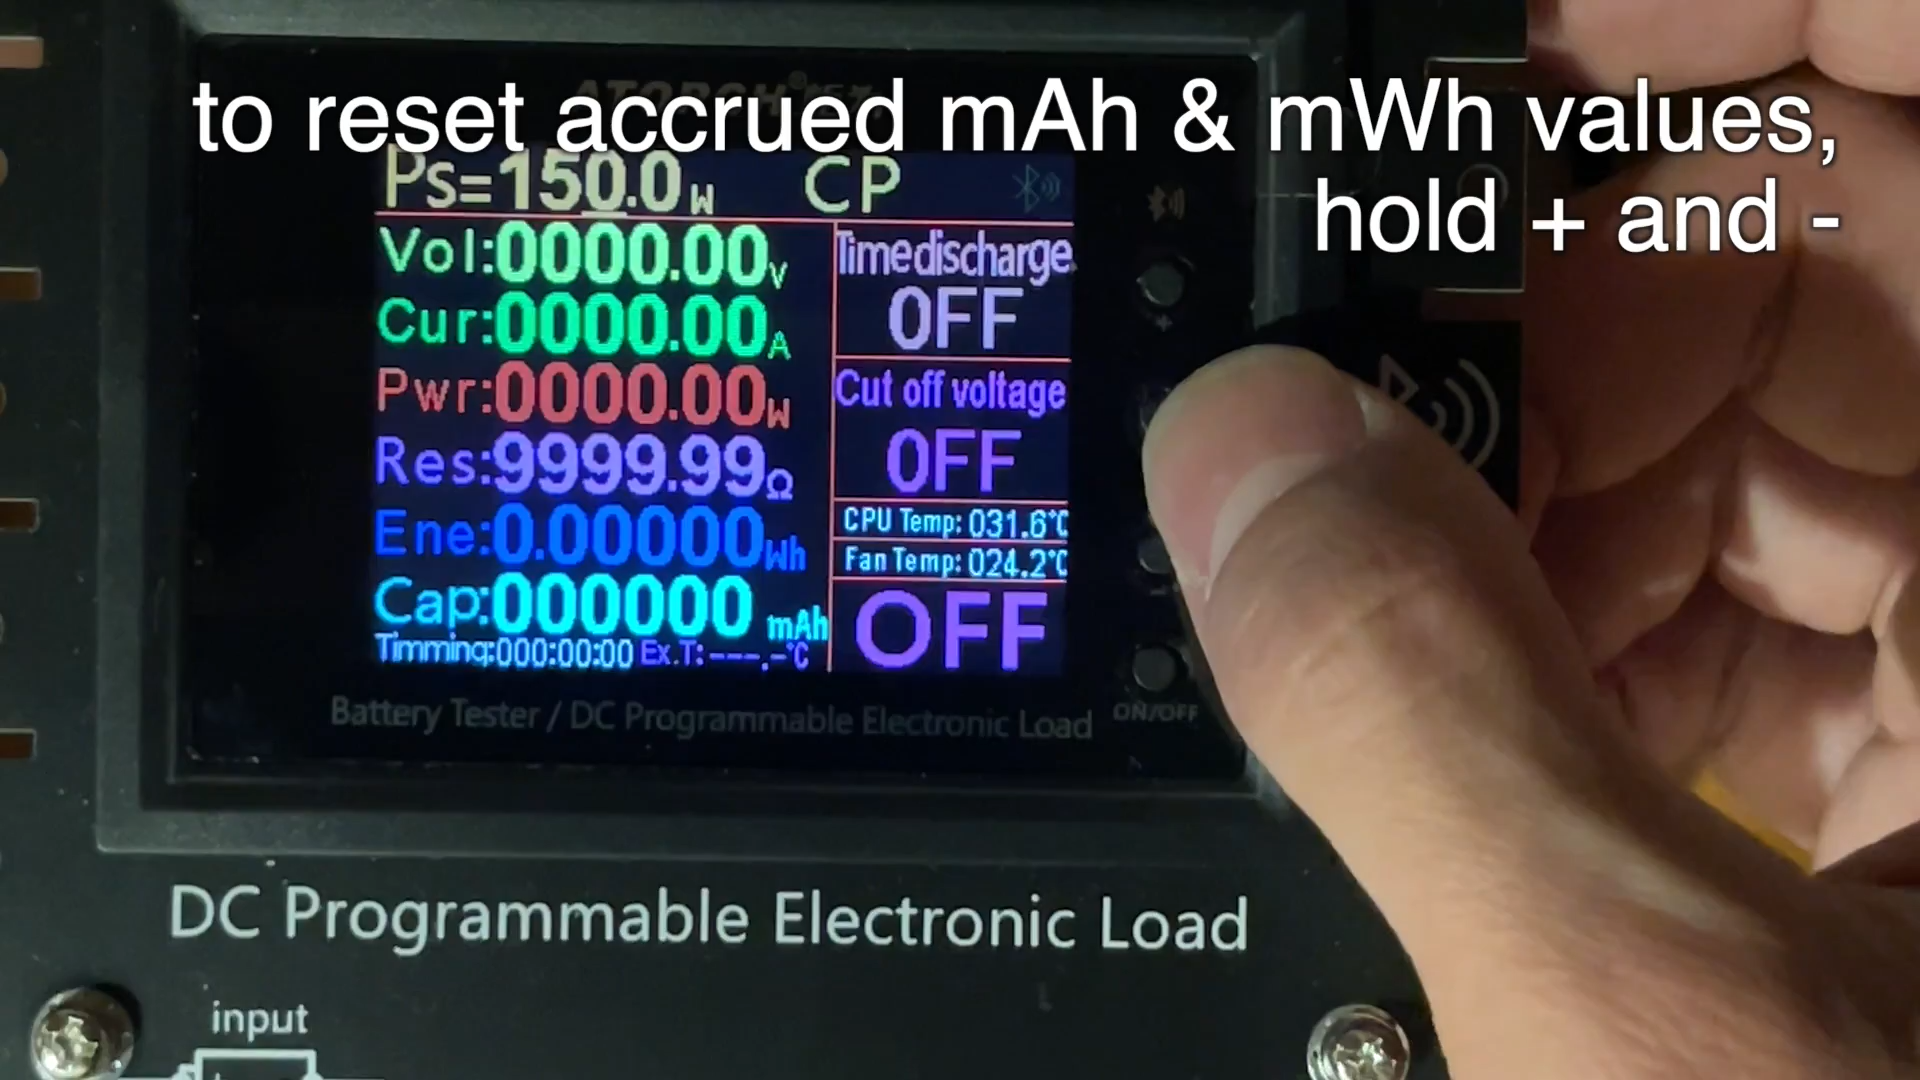 to reset accrued mAh & mWh values,
hold + and -
ATORCH®
Ps=150.0W CP
Vol:0000.00V
Cur:0000.00A
Pwr:0000.00W
Res:9999.99Ω
Ene:0.00000Wh
Cap:000000 mAh
Timming:000:00:00 Ex.T:---.-℃
Timedischarge
OFF
Cut off voltage
OFF
CPU Temp: 031.6℃
Fan Temp: 024.2℃
OFF
+
ON/OFF
Battery Tester / DC Programmable Electronic Load
DC Programmable Electronic Load
input